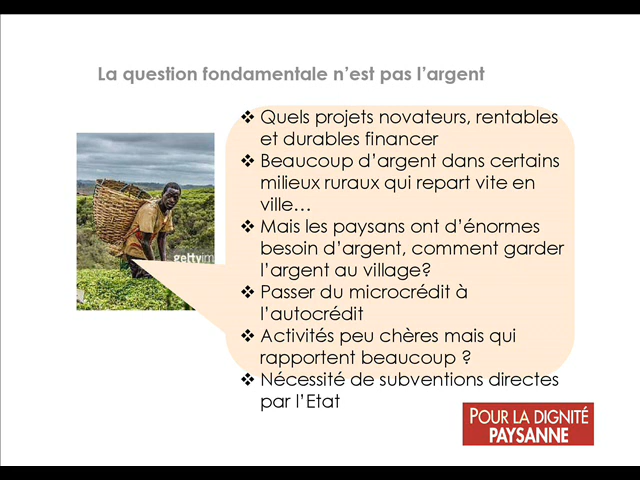 La question fondamentale n'est pas l'argent
❖ Quels projets novateurs, rentables
et durables financer
❖ Beaucoup d'argent dans certains
milieux ruraux qui repart vite en
ville…
❖ Mais les paysans ont d'énormes
besoin d'argent, comment garder
l'argent au village?
❖ Passer du microcrédit à
l'autocrédit
❖ Activités peu chères mais qui
rapportent beaucoup ?
❖ Nécessité de subventions directes
par l'Etat
gettyim
POUR LA DIGNITÉ
PAYSANNE